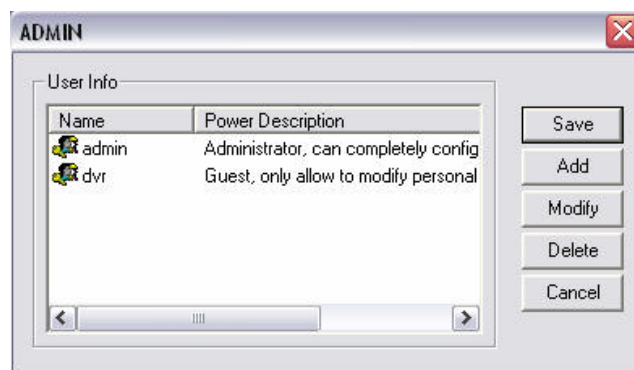 ADMIN
User Info
Name Power Description
admin Administrator, can completely config
dvr Guest, only allow to modify personal
Save
Add
Modify
Delete
Cancel